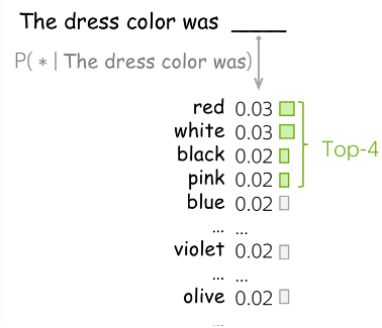 The dress color was _____
P( * | The dress color was)
red 0.03
white 0.03
black 0.02
Top-4
pink 0.02
blue 0.02
... ...
violet 0.02
... ...
olive 0.02
...